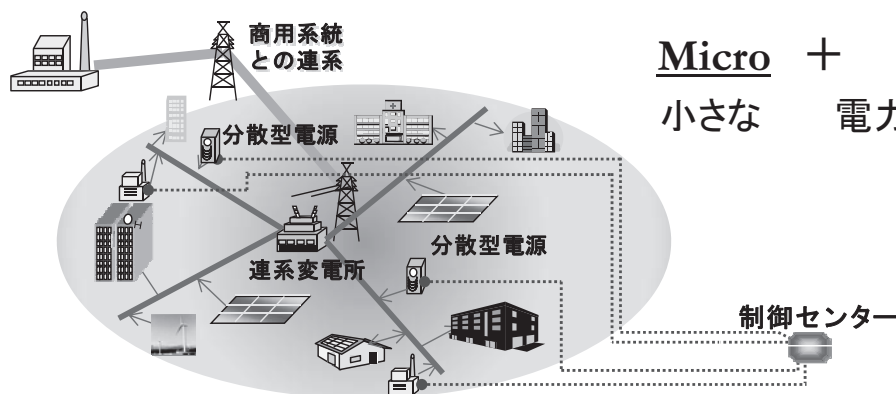 商用系統
との連系
Micro ＋
小さな 電力
分散型電源
分散型電源
連系変電所
制御センター